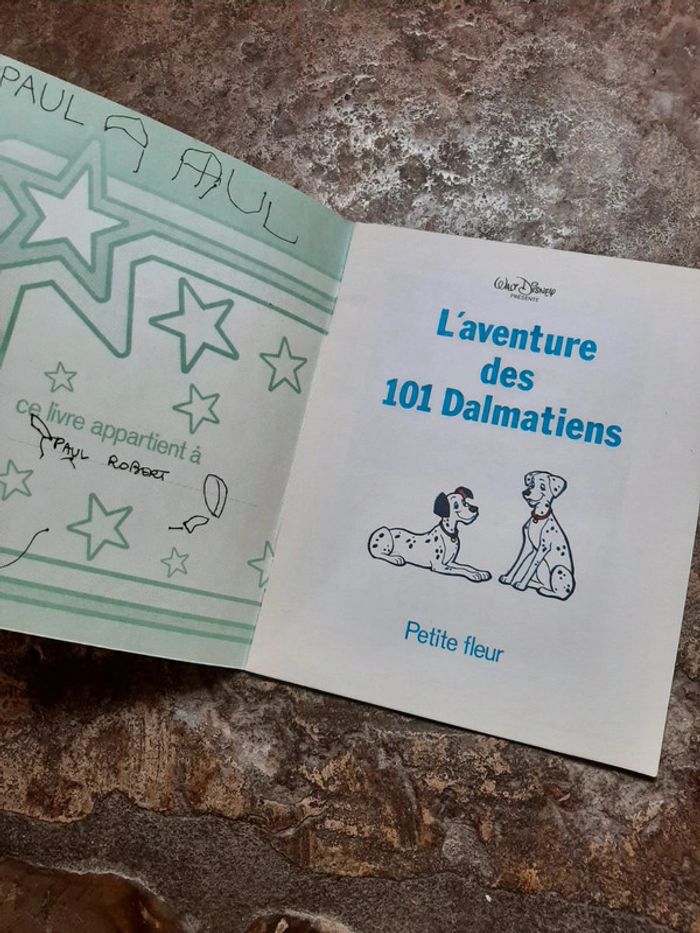 PAUL
PAUL
ce livre appartient à
PAUL ROBERT
WALT DISNEY
PRÉSENTE
L'aventure
des
101 Dalmatiens
Petite fleur